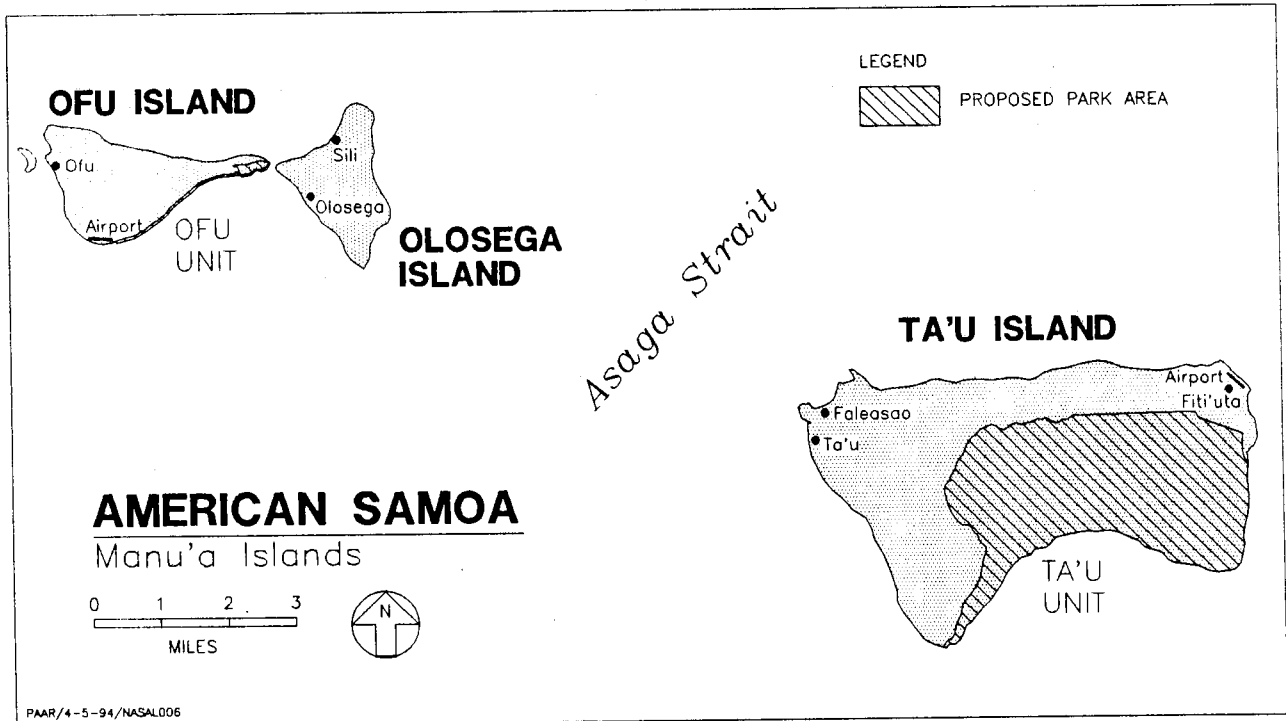 LEGEND
PROPOSED PARK AREA
OFU ISLAND
Ofu
Airport
OFU
UNIT
Sili
Olosega
OLOSEGA
ISLAND
Asaga Strait
TA'U ISLAND
Airport
Fiti'uta
Faleasao
Ta'u
TA'U
UNIT
AMERICAN SAMOA
Manu'a Islands
0 1 2 3
MILES
N
PAAR/4-5-94/NASAL006